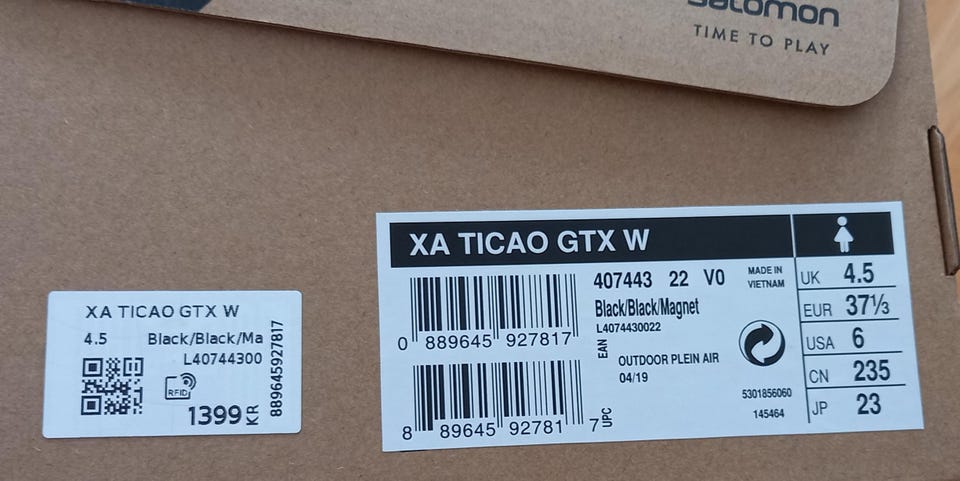 salomon
TIME TO PLAY
XA TICAO GTX W
4.5 Black/Black/Ma
L40744300
RFID
1399 KR
889645927817
XA TICAO GTX W
0 889645 927817
8 89645 92781 7
EAN
UPC
407443 22 V0
Black/Black/Magnet
L4074430022
OUTDOOR PLEIN AIR
04/19
MADE IN
VIETNAM
5301856060
145464
UK 4.5
EUR 37⅓
USA 6
CN 235
JP 23